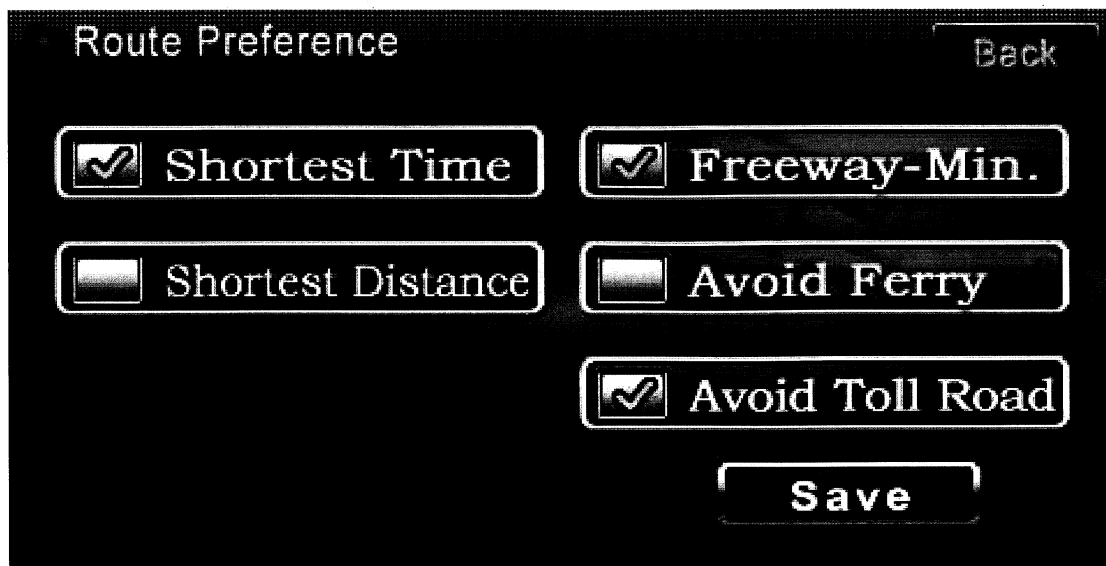 Route Preference
Back
Shortest Time
Freeway-Min.
Shortest Distance
Avoid Ferry
Avoid Toll Road
Save